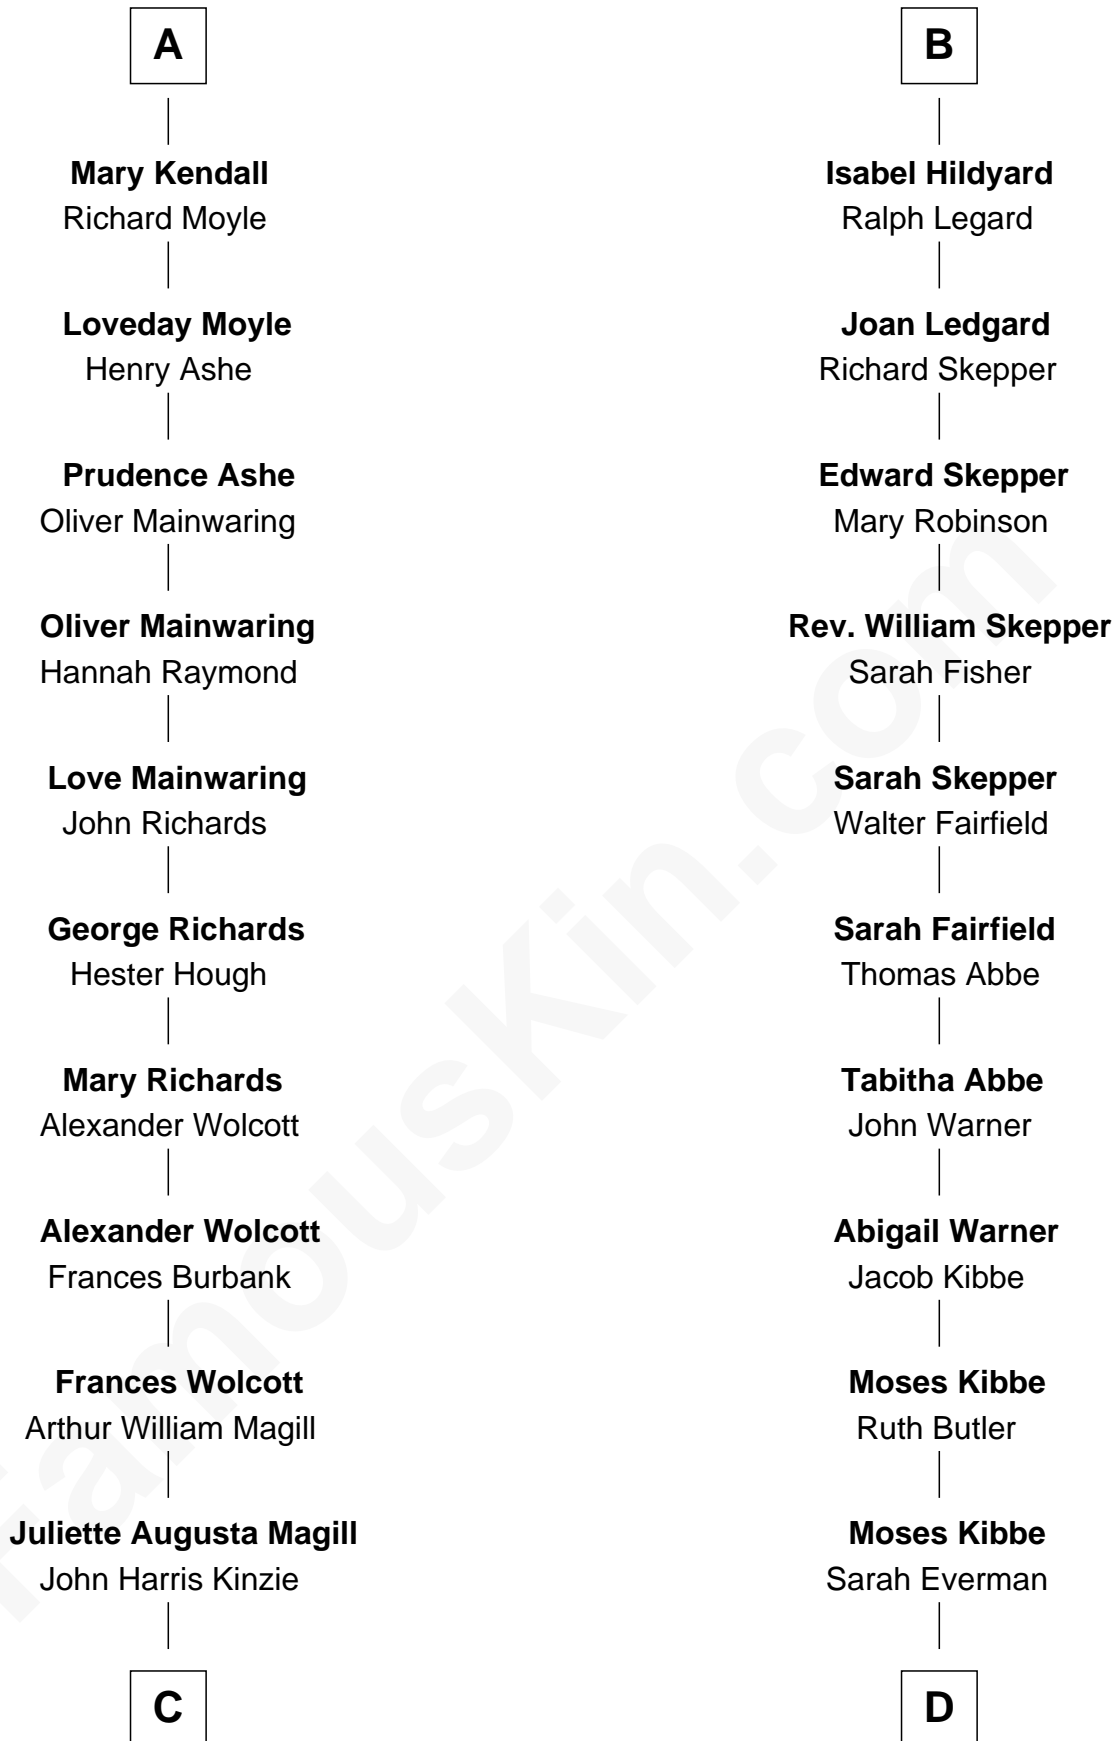 A
Mary Kendall
Richard Moyle
Loveday Moyle
Henry Ashe
Prudence Ashe
Oliver Mainwaring
Oliver Mainwaring
Hannah Raymond
Love Mainwaring
John Richards
George Richards
Hester Hough
Mary Richards
Alexander Wolcott
Alexander Wolcott
Frances Burbank
Frances Wolcott
Arthur William Magill
Juliette Augusta Magill
John Harris Kinzie
C
B
Isabel Hildyard
Ralph Legard
Joan Ledgard
Richard Skepper
Edward Skepper
Mary Robinson
Rev. William Skepper
Sarah Fisher
Sarah Skepper
Walter Fairfield
Sarah Fairfield
Thomas Abbe
Tabitha Abbe
John Warner
Abigail Warner
Jacob Kibbe
Moses Kibbe
Ruth Butler
Moses Kibbe
Sarah Everman
D
FamousKin.com